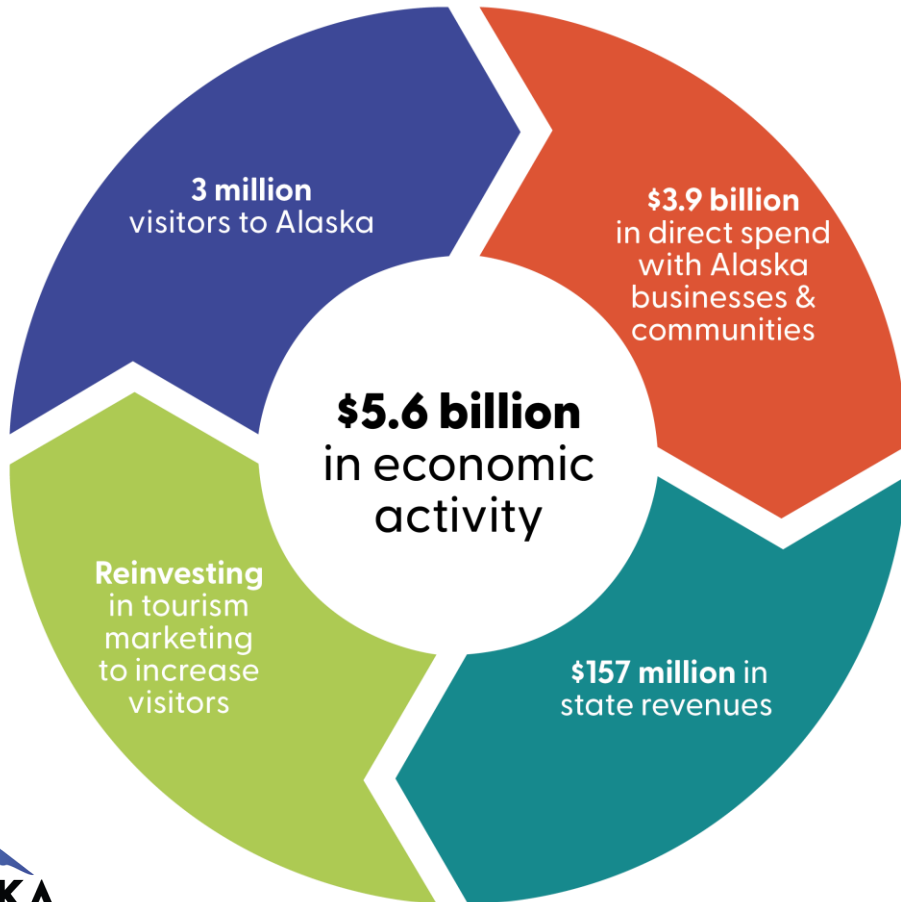 3 million
visitors to Alaska
$3.9 billion
in direct spend
with Alaska
businesses &
communities
$5.6 billion
in economic
activity
Reinvesting
in tourism
marketing
to increase
visitors
$157 million in
state revenues
KA